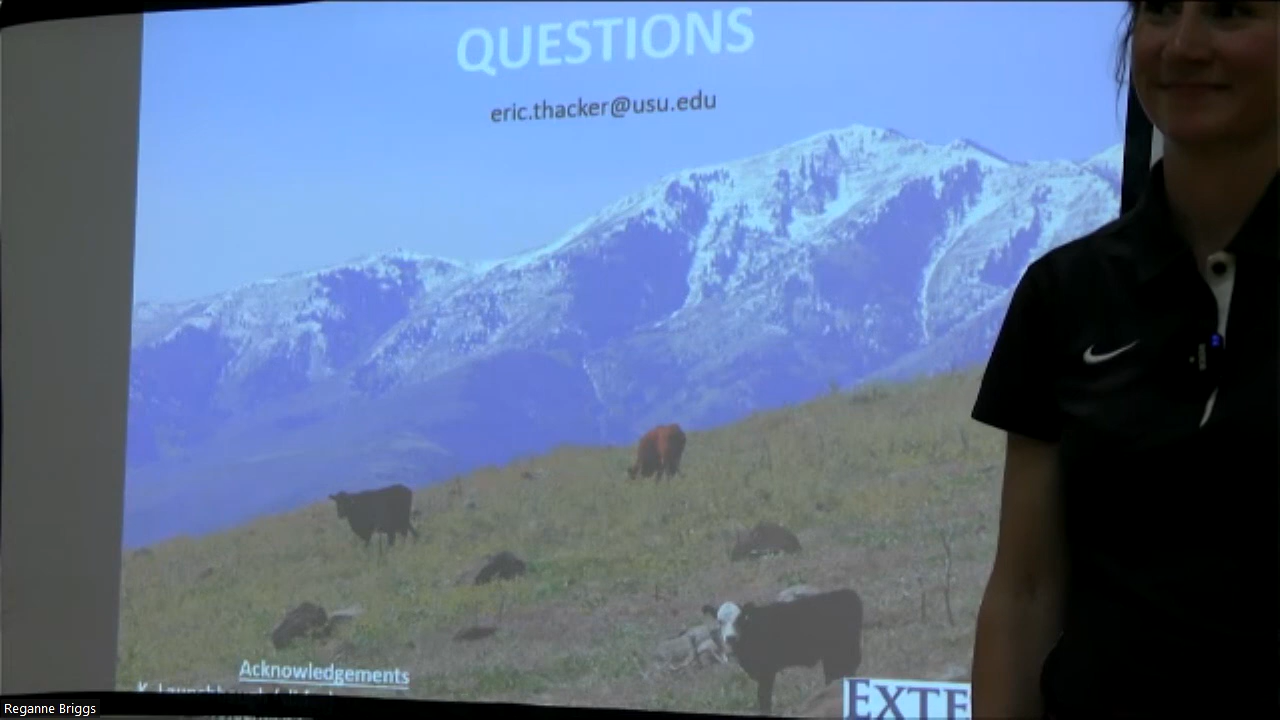 QUESTIONS
eric.thacker@usu.edu
Acknowledgements
EXTE
Reganne Briggs